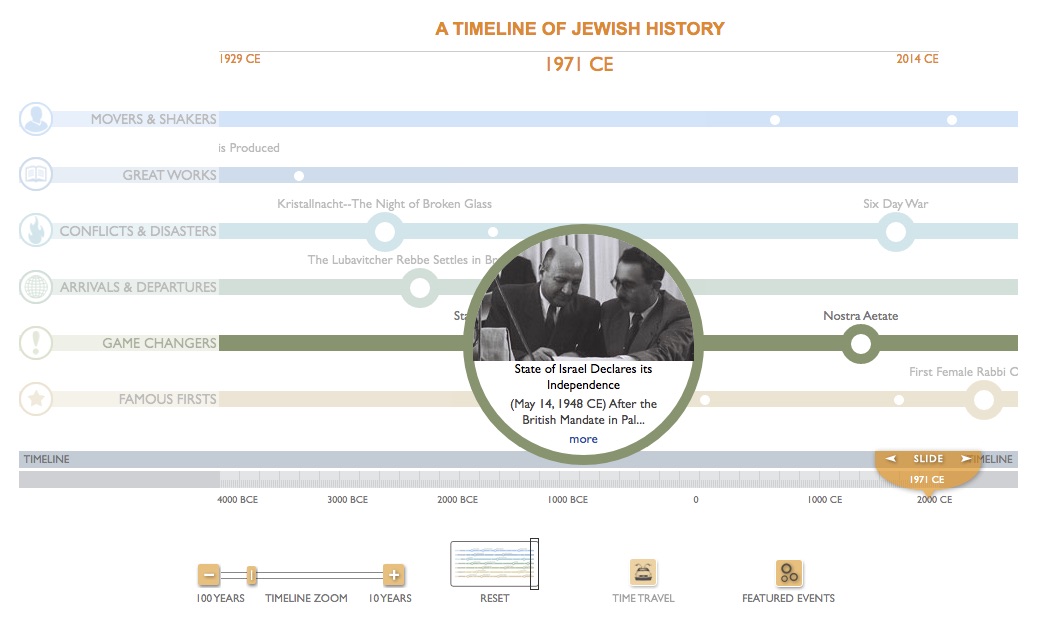 A TIMELINE OF JEWISH HISTORY
1929 CE
1971 CE
2014 CE
MOVERS & SHAKERS
is Produced
GREAT WORKS
Kristallnacht--The Night of Broken Glass
Six Day War
CONFLICTS & DISASTERS
The Lubavitcher Rebbe Settles in Br
ARRIVALS & DEPARTURES
Sta
Nostra Aetate
GAME CHANGERS
State of Israel Declares its
Independence
First Female Rabbi O
FAMOUS FIRSTS
(May 14, 1948 CE) After the
British Mandate in Pal...
more
TIMELINE
SLIDE
MELINE
1971 CE
4000 BCE
3000 BCE
2000 BCE
1000 BCE
0
1000 CE
2000 CE
100 YEARS
TIMELINE ZOOM
10 YEARS
RESET
TIME TRAVEL
FEATURED EVENTS